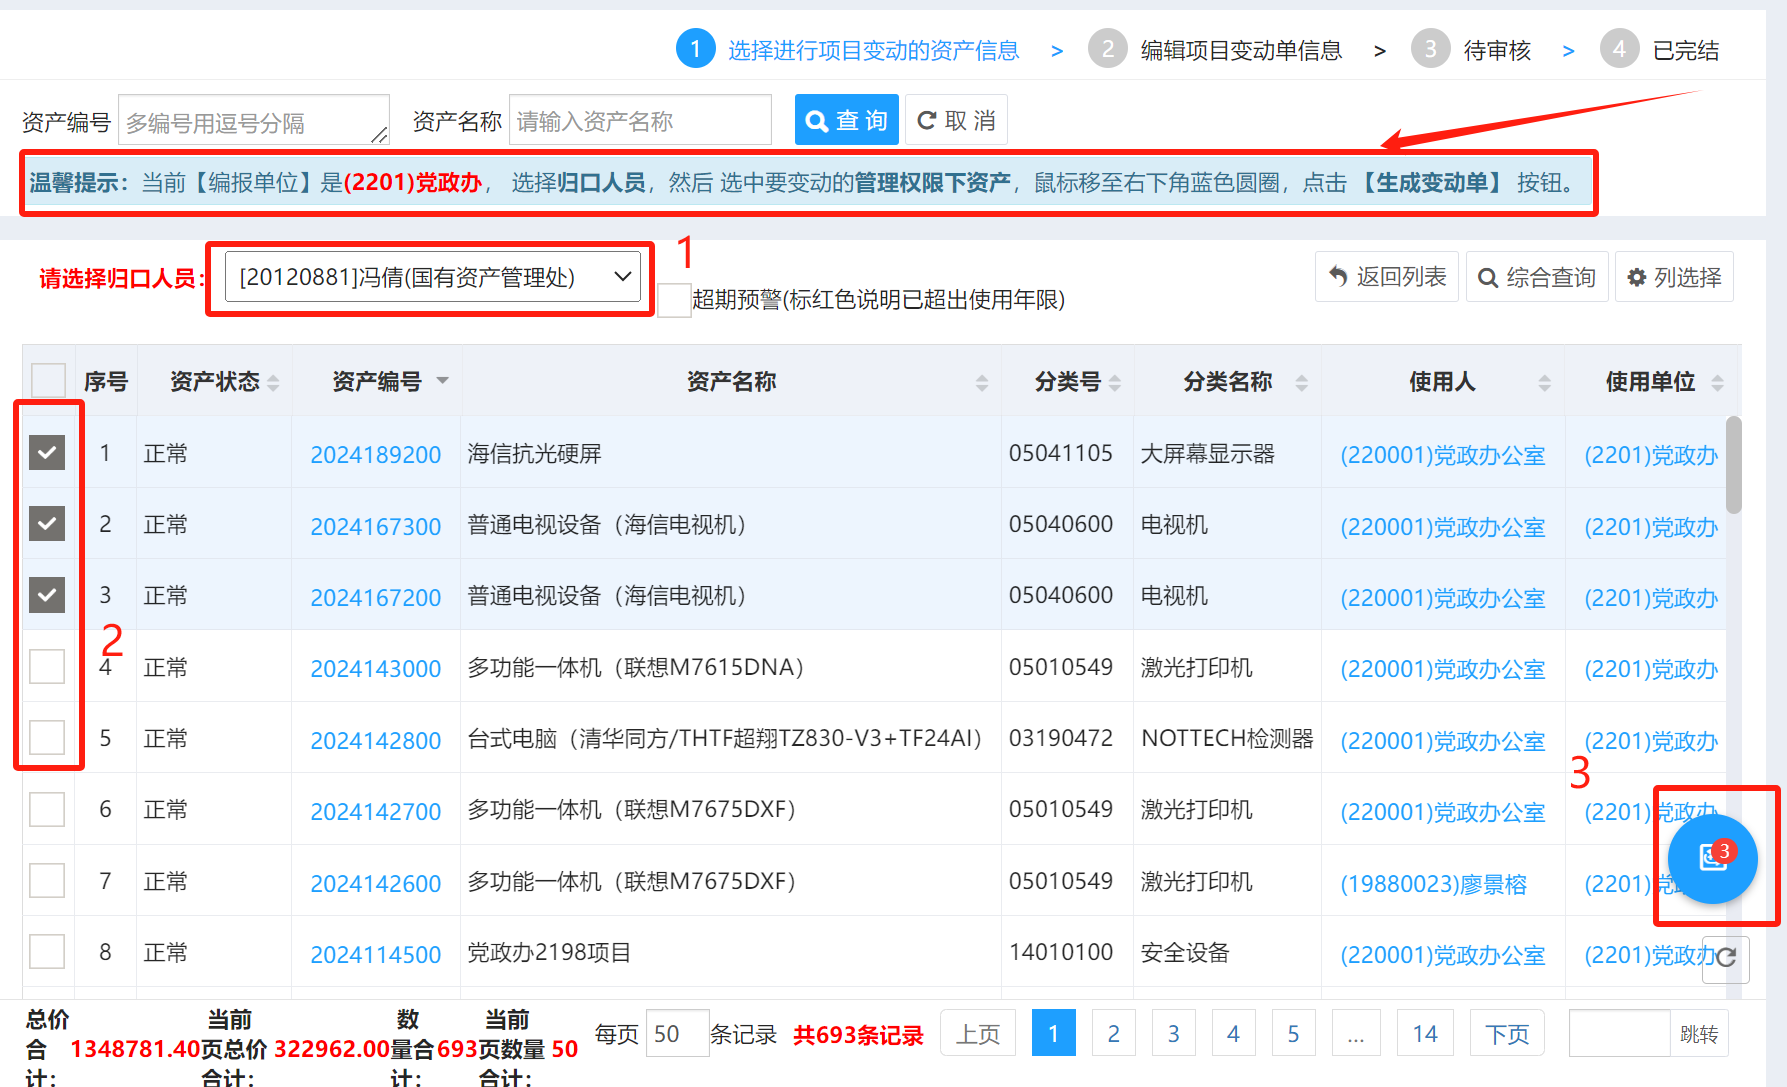 1 选择进行项目变动的资产信息 > 2 编辑项目变动单信息 > 3 待审核 > 4 已完结
资产编号 多编号用逗号分隔 资产名称 请输入资产名称 查 询 取 消
温馨提示：当前【编报单位】是(2201)党政办， 选择归口人员，然后 选中要变动的管理权限下资产，鼠标移至右下角蓝色圆圈，点击 【生成变动单】 按钮。
请选择归口人员： [20120881]冯倩(国有资产管理处) 1 超期预警(标红色说明已超出使用年限) 返回列表 综合查询 列选择
序号 资产状态 资产编号 资产名称 分类号 分类名称 使用人 使用单位
1 正常 2024189200 海信抗光硬屏 05041105 大屏幕显示器 (220001)党政办公室 (2201)党政办
2 正常 2024167300 普通电视设备（海信电视机） 05040600 电视机 (220001)党政办公室 (2201)党政办
3 正常 2024167200 普通电视设备（海信电视机） 05040600 电视机 (220001)党政办公室 (2201)党政办
2
4 正常 2024143000 多功能一体机（联想M7615DNA） 05010549 激光打印机 (220001)党政办公室 (2201)党政办
5 正常 2024142800 台式电脑（清华同方/THTF超翔TZ830-V3+TF24AI） 03190472 NOTTECH检测器 (220001)党政办公室 (2201)党政办
3
6 正常 2024142700 多功能一体机（联想M7675DXF） 05010549 激光打印机 (220001)党政办公室 (2201)党政办
3
7 正常 2024142600 多功能一体机（联想M7675DXF） 05010549 激光打印机 (19880023)廖景榕 (2201)党
8 正常 2024114500 党政办2198项目 14010100 安全设备 (220001)党政办公室 (2201)党政办
总价合计：1348781.40 当前页总价合计：322962.00 数量合计：693 当前页数量合计：50 每页 50 条记录 共693条记录 上页 1 2 3 4 5 ... 14 下页 跳转